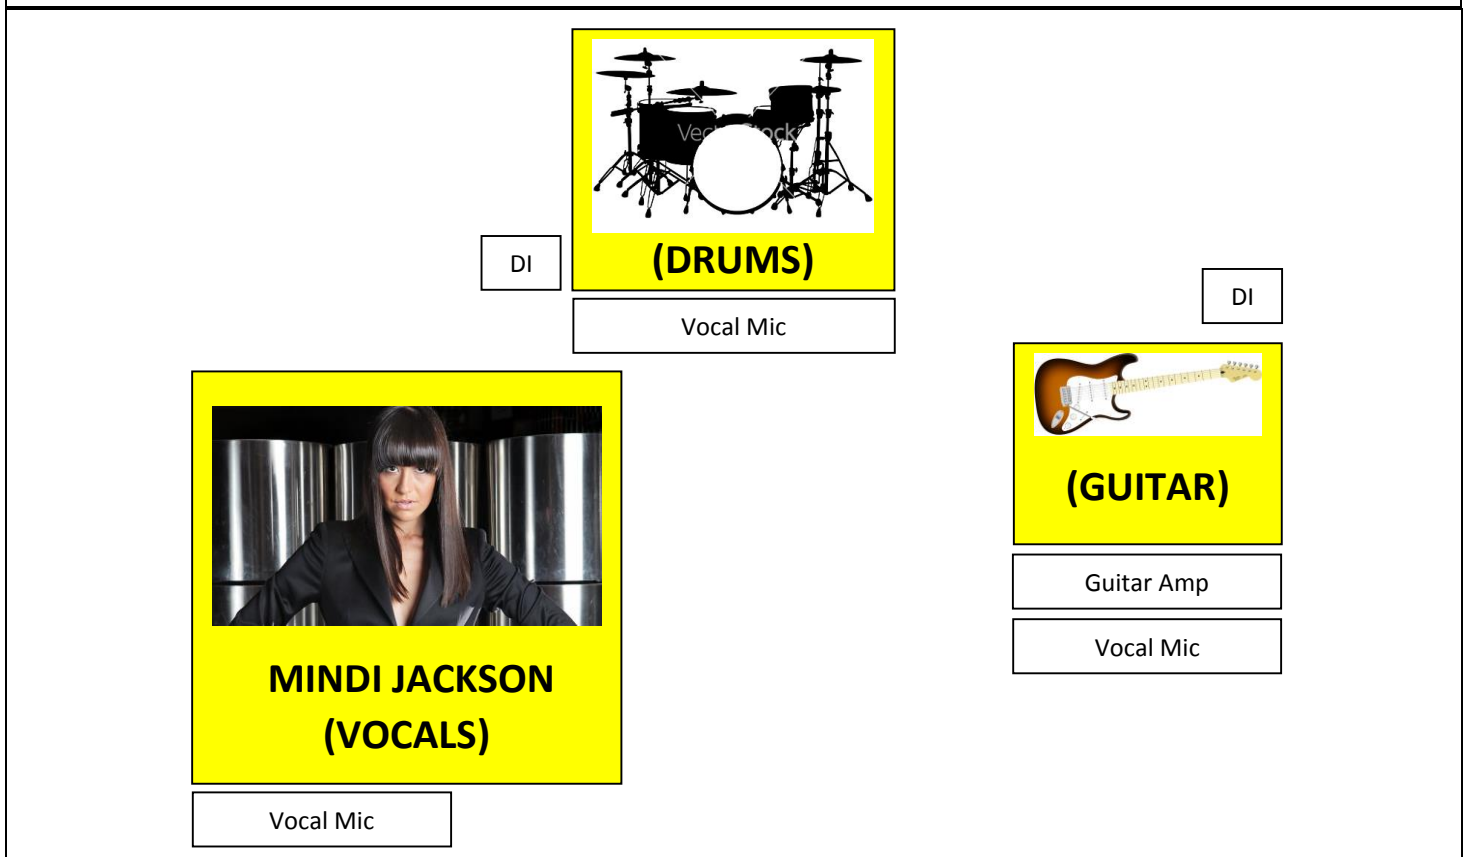 DI
(DRUMS)
Vocal Mic
DI
(GUITAR)
Guitar Amp
Vocal Mic
MINDI JACKSON
(VOCALS)
Vocal Mic